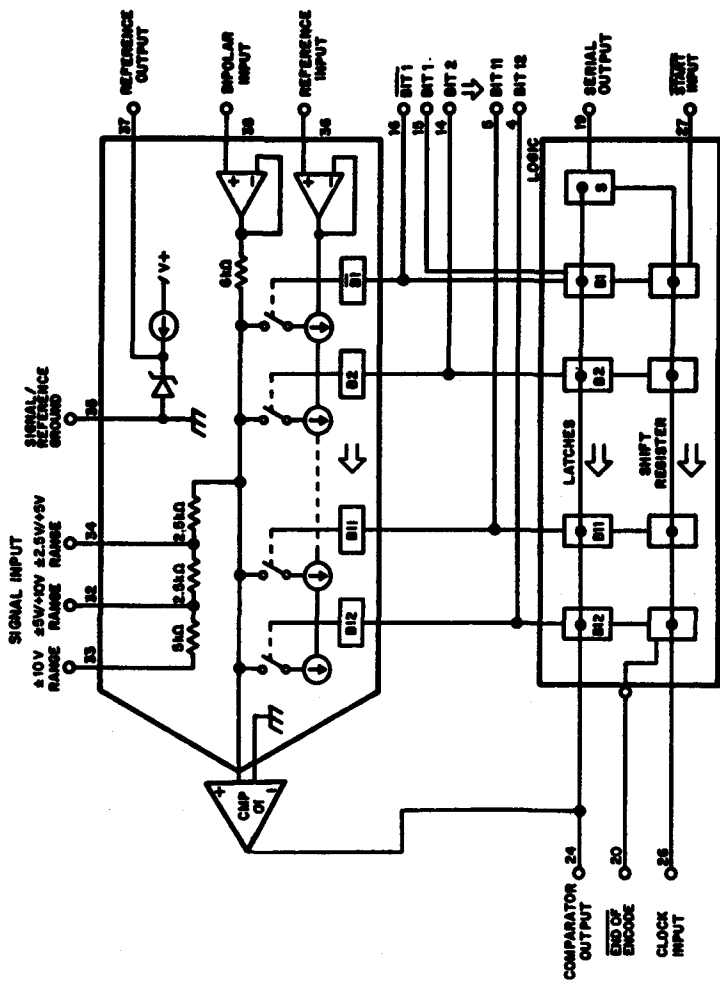 SIGNAL INPUT
±10V RANGE
±5V/+10V RANGE
±2.5V/+5V RANGE
SIGNAL/
REFERENCE
GROUND
33
32
34
35
5kΩ
2.5kΩ
2.5kΩ
V+
37
REFERENCE
OUTPUT
38
BIPOLAR
INPUT
36
REFERENCE
INPUT
6kΩ
+
-
+
-
+
CMP
01
-
B12
B11
B2
B1
16
BIT 1
15
BIT 1
14
BIT 2
5
BIT 11
4
BIT 12
LOGIC
19
SERIAL
OUTPUT
27
START
INPUT
B12
B11
LATCHES
B2
B1
S
SHIFT
REGISTER
24
COMPARATOR
OUTPUT
20
END OF
ENCODE
26
CLOCK
INPUT